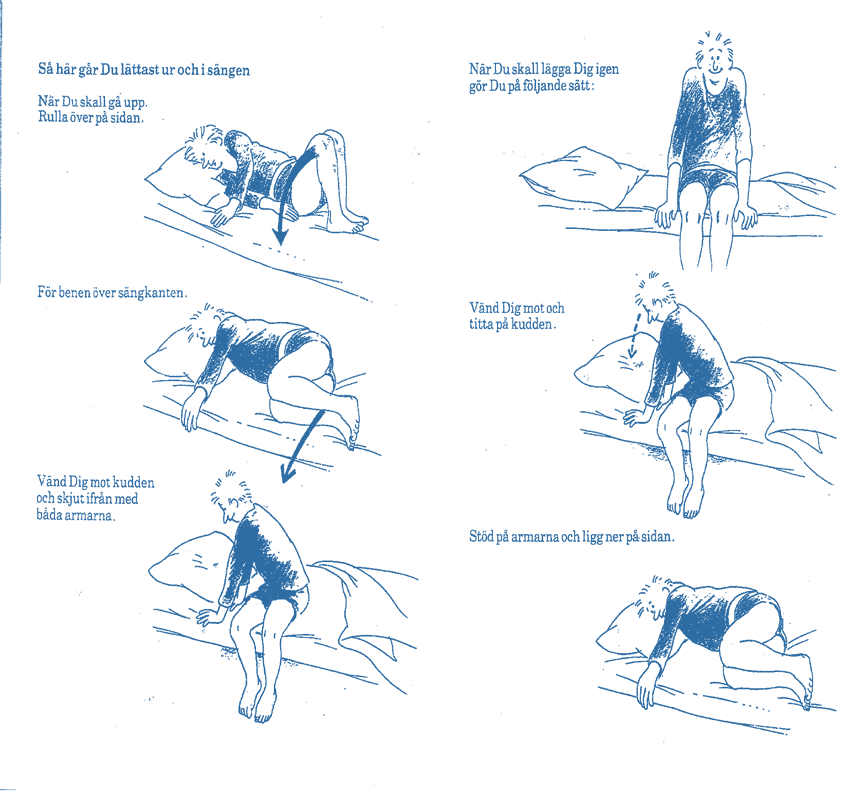 Så här går Du lättast ur och i sängen
När Du skall gå upp.
Rulla över på sidan.
För benen över sängkanten.
Vänd Dig mot kudden
och skjut ifrån med
båda armarna.
När Du skall lägga Dig igen
gör Du på följande sätt:
Vänd Dig mot och
titta på kudden.
Stöd på armarna och ligg ner på sidan.